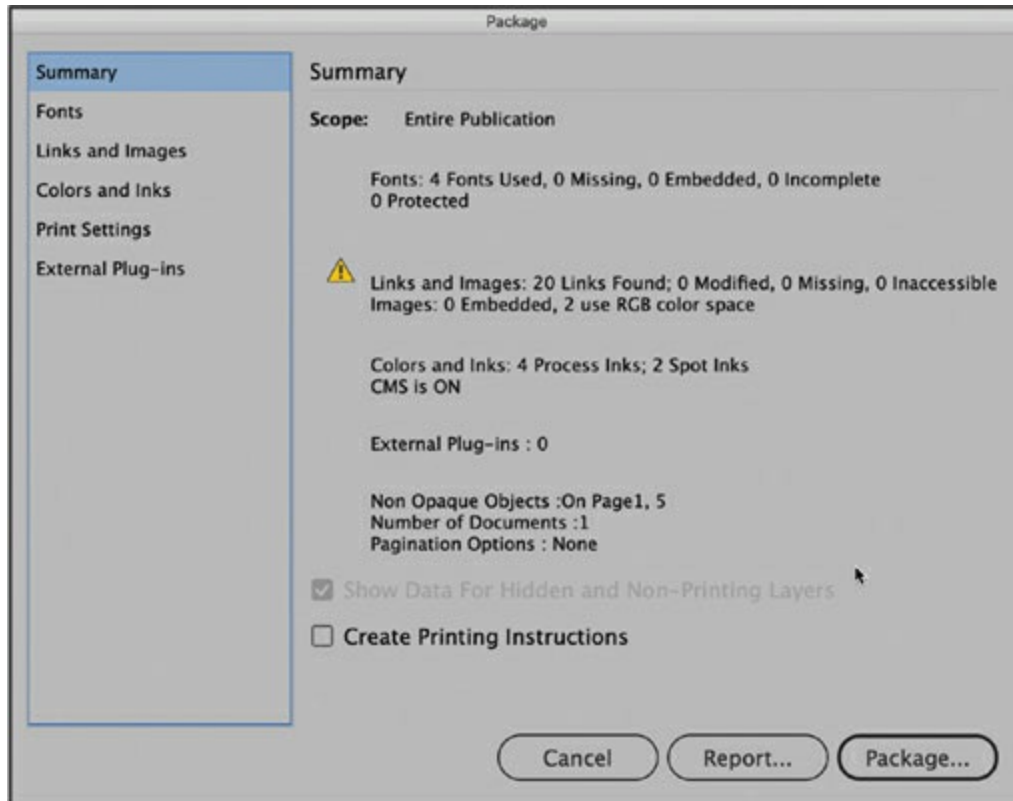 Package
Summary
Fonts
Links and Images
Colors and Inks
Print Settings
External Plug-ins
Summary
Scope: Entire Publication
Fonts: 4 Fonts Used, 0 Missing, 0 Embedded, 0 Incomplete
0 Protected
Links and Images: 20 Links Found; 0 Modified, 0 Missing, 0 Inaccessible
Images: 0 Embedded, 2 use RGB color space
Colors and Inks: 4 Process Inks; 2 Spot Inks
CMS is ON
External Plug-ins : 0
Non Opaque Objects :On Page1, 5
Number of Documents :1
Pagination Options : None
Show Data For Hidden and Non-Printing Layers
Create Printing Instructions
Cancel Report... Package...